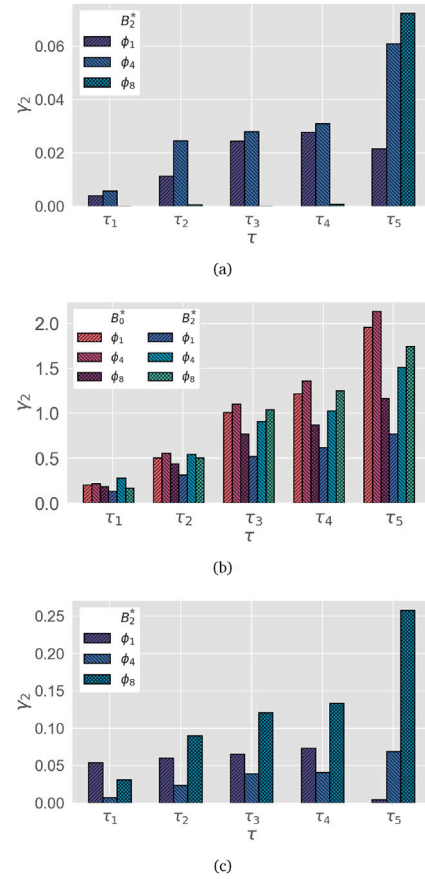 B₂*
ϕ₁
ϕ₄
ϕ₈
0.06
0.04
0.02
0.00
γ₂
τ₁ τ₂ τ₃ τ₄ τ₅
τ
(a)
B₀* B₂*
ϕ₁ ϕ₁
ϕ₄ ϕ₄
ϕ₈ ϕ₈
2.0
1.5
1.0
0.5
0.0
γ₂
τ₁ τ₂ τ₃ τ₄ τ₅
τ
(b)
B₂*
ϕ₁
ϕ₄
ϕ₈
0.25
0.20
0.15
0.10
0.05
0.00
γ₂
τ₁ τ₂ τ₃ τ₄ τ₅
τ
(c)